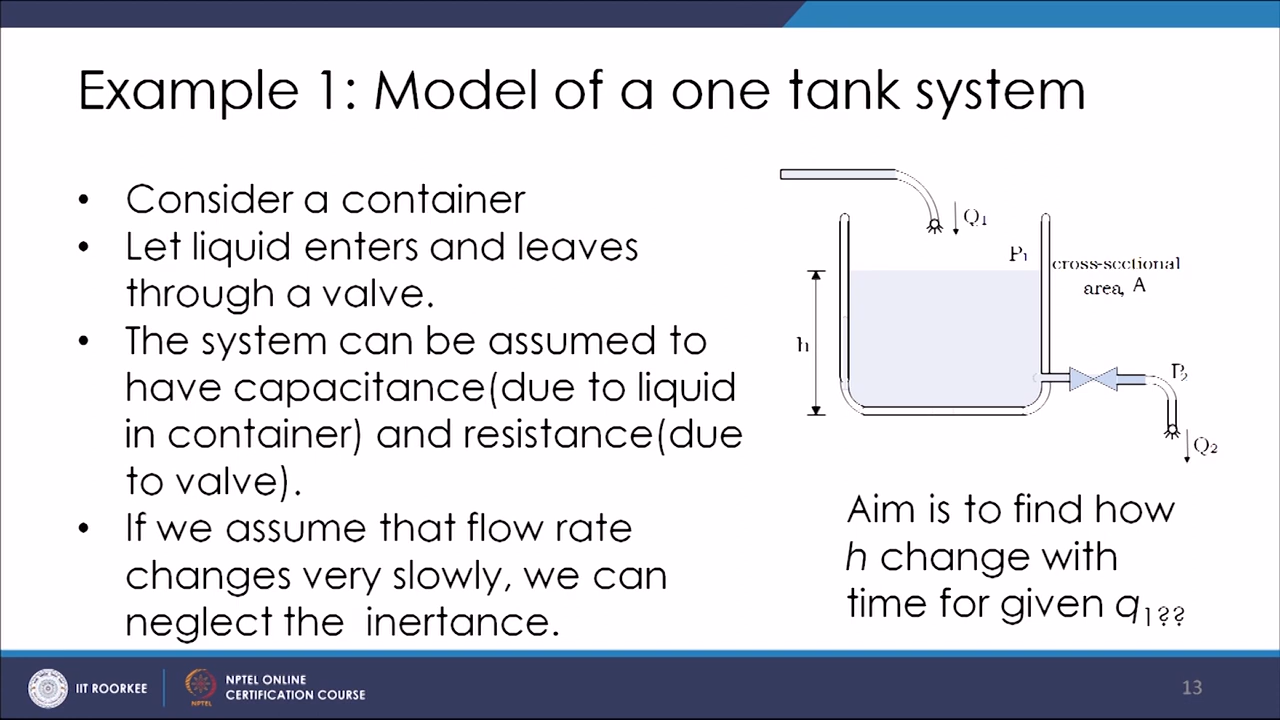 Example 1: Model of a one tank system
• Consider a container
• Let liquid enters and leaves
through a valve.
• The system can be assumed to
have capacitance(due to liquid
in container) and resistance(due
to valve).
• If we assume that flow rate
changes very slowly, we can
neglect the inertance.
Q1
P1
cross-sectional
area, A
h
P2
Q2
Aim is to find how
h change with
time for given q1??
IIT ROORKEE
NPTEL
NPTEL ONLINE
CERTIFICATION COURSE
13